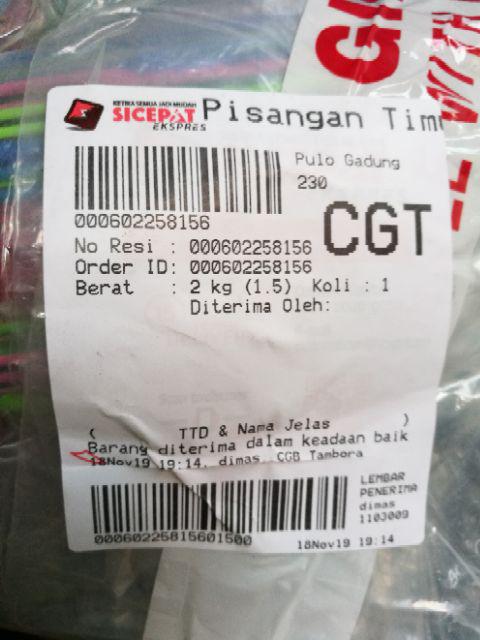 KETIKA SEMUA JADI MUDAH
SICEPAT
EKSPRES
Pisangan Tim
Pulo Gadung
230
000602258156
CGT
No Resi : 000602258156
Order ID: 000602258156
Berat : 2 kg (1.5) Koli : 1
Diterima Oleh:
( TTD & Nama Jelas )
Barang diterima dalam keadaan baik
18Nov19 19:14, dimas, CGB Tambora
LEMBAR
PENERIMA
dimas
1103009
00060225815601500
18Nov19 19:14